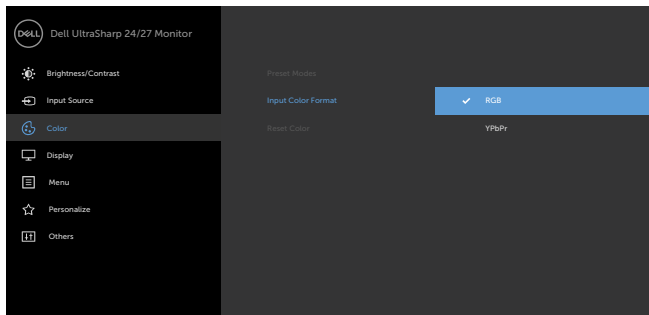 DELL Dell UltraSharp 24/27 Monitor
Brightness/Contrast
Input Source
Color
Display
Menu
Personalize
Others
Preset Modes
Input Color Format
Reset Color
RGB
YPbPr